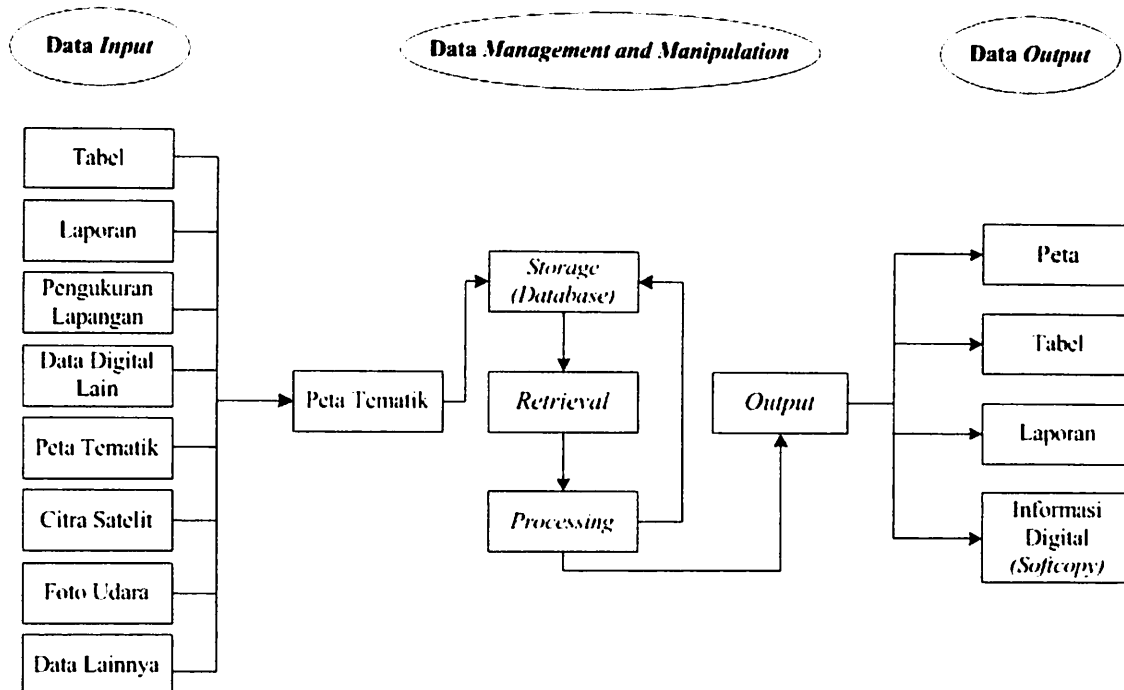 Data Input
Data Management and Manipulation
Data Output
Tabel
Laporan
Pengukuran
Lapangan
Data Digital
Lain
Peta Tematik
Citra Satelit
Foto Udara
Data Lainnya
Peta Tematik
Storage
(Database)
Retrieval
Processing
Output
Peta
Tabel
Laporan
Informasi
Digital
(Softcopy)